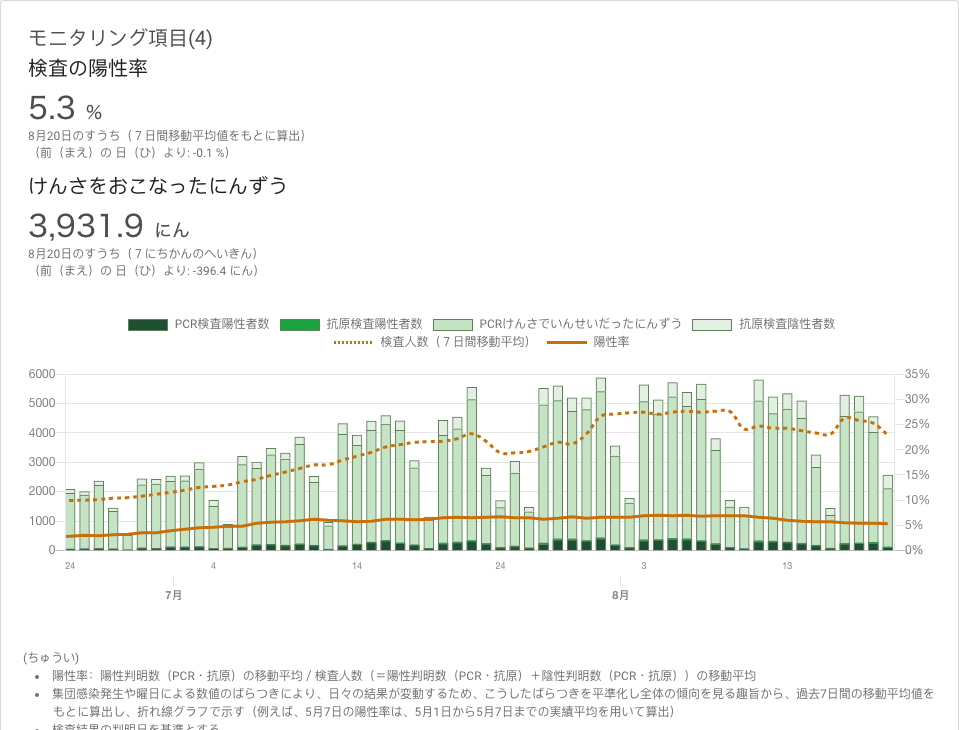 モニタリング項目(4)
検査の陽性率
5.3 %
8月20日のすうち（７日間移動平均値をもとに算出）
（前（まえ）の 日（ひ）より: -0.1 %）
けんさをおこなったにんずう
3,931.9 にん
8月20日のすうち（７にちかんのへいきん）
（前（まえ）の 日（ひ）より: -396.4 にん）
PCR検査陽性者数 抗原検査陽性者数 PCRけんさでいんせいだったにんずう 抗原検査陰性者数
検査人数（７日間移動平均） 陽性率
6000 35%
5000 30%
4000 25%
3000 20%
2000 15%
1000 10%
0 5%
0%
24 4 14 24 3 13
7月 8月
(ちゅうい)
• 陽性率：陽性判明数（PCR・抗原）の移動平均 / 検査人数（＝陽性判明数（PCR・抗原）＋陰性判明数（PCR・抗原））の移動平均
• 集団感染発生や曜日による数値のばらつきにより、日々の結果が変動するため、こうしたばらつきを平準化し全体の傾向を見る趣旨から、過去7日間の移動平均値を
もとに算出し、折れ線グラフで示す（例えば、5月7日の陽性率は、5月1日から5月7日までの実績平均を用いて算出）
• 検査結果の判明日を基準とする